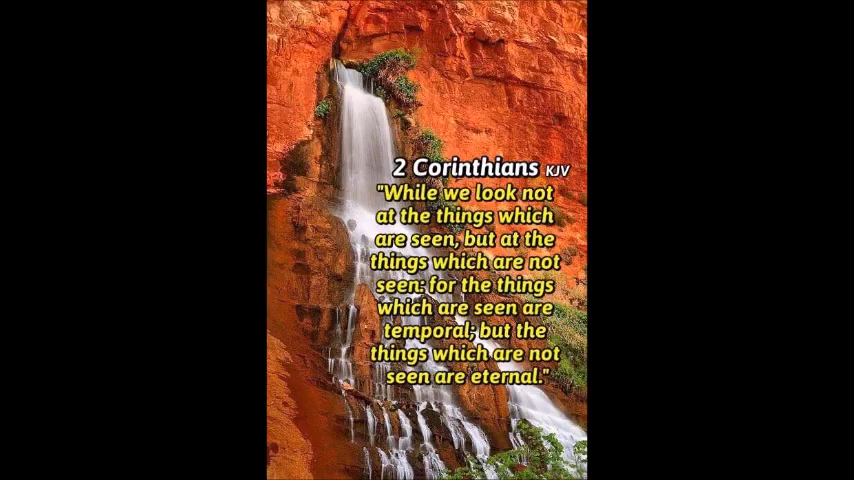 2 Corinthians KJV
"While we look not
at the things which
are seen, but at the
things which are not
seen: for the things
which are seen are
temporal; but the
things which are not
seen are eternal."